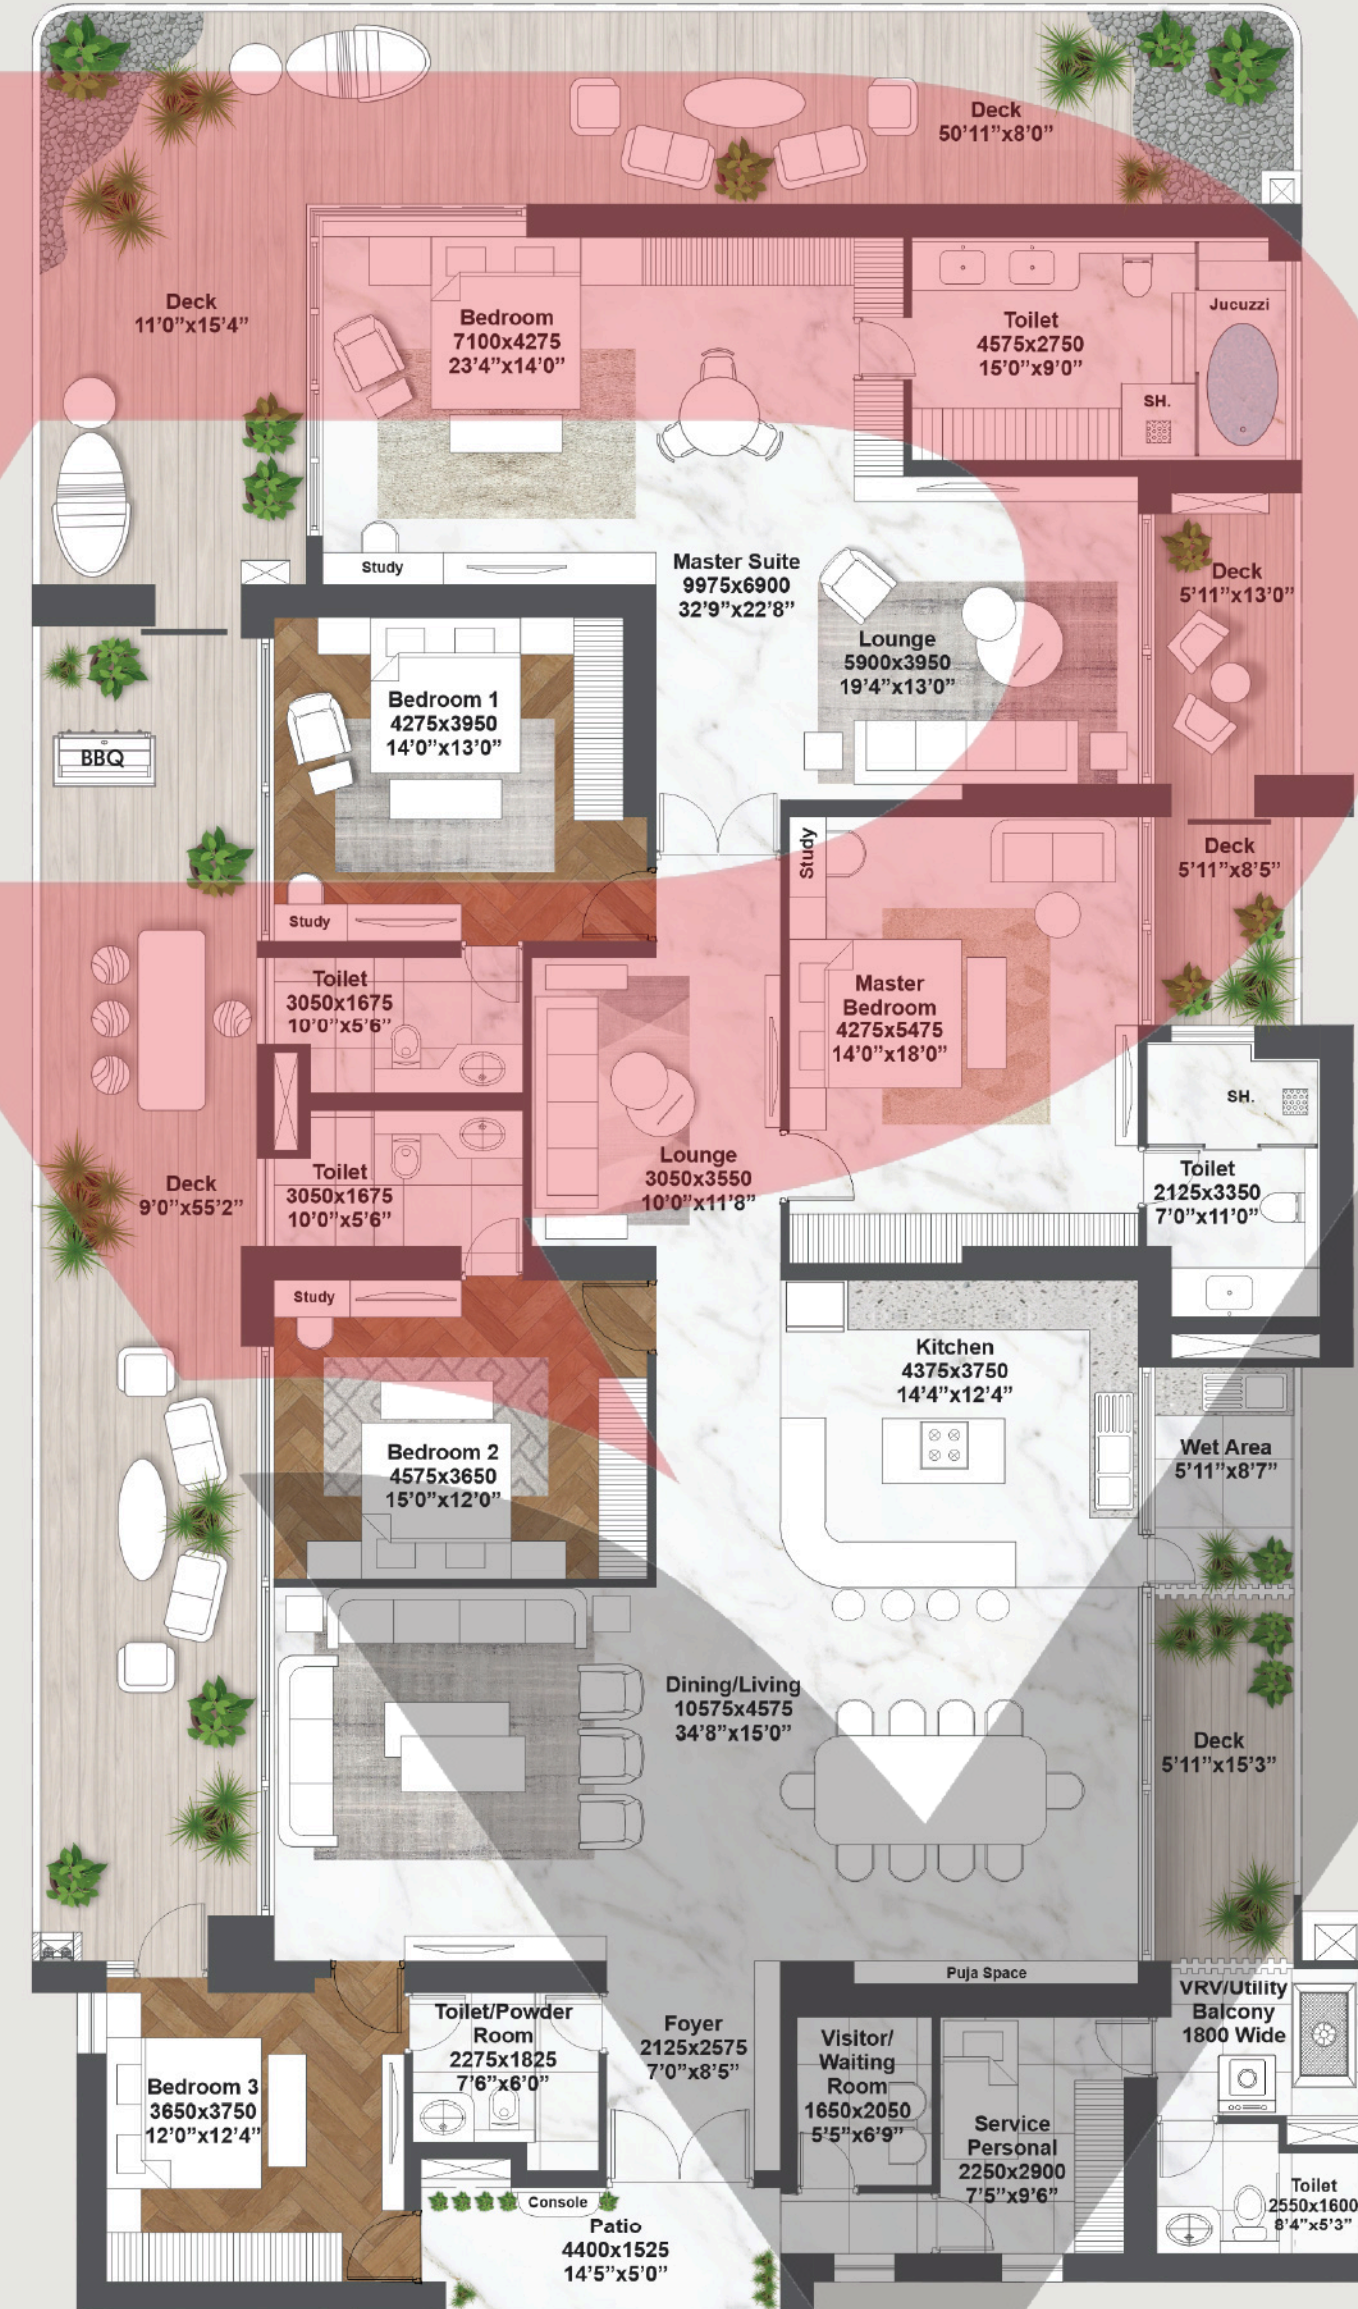 Deck
50'11"x8'0"
Deck
11'0"x15'4"
Bedroom
7100x4275
23'4"x14'0"
Toilet
4575x2750
15'0"x9'0"
Jucuzzi
SH.
Study
Master Suite
9975x6900
32'9"x22'8"
Deck
5'11"x13'0"
Lounge
5900x3950
19'4"x13'0"
Bedroom 1
4275x3950
14'0"x13'0"
BBQ
Study
Deck
5'11"x8'5"
Study
Toilet
3050x1675
10'0"x5'6"
Master
Bedroom
4275x5475
14'0"x18'0"
SH.
Deck
9'0"x55'2"
Toilet
3050x1675
10'0"x5'6"
Lounge
3050x3550
10'0"x11'8"
Toilet
2125x3350
7'0"x11'0"
Study
Kitchen
4375x3750
14'4"x12'4"
Bedroom 2
4575x3650
15'0"x12'0"
Wet Area
5'11"x8'7"
Dining/Living
10575x4575
34'8"x15'0"
Deck
5'11"x15'3"
Puja Space
VRV/Utility
Balcony
1800 Wide
Toilet/Powder
Room
2275x1825
7'6"x6'0"
Foyer
2125x2575
7'0"x8'5"
Visitor/
Waiting
Room
1650x2050
5'5"x6'9"
Bedroom 3
3650x3750
12'0"x12'4"
Service
Personal
2250x2900
7'5"x9'6"
Console
Patio
4400x1525
14'5"x5'0"
Toilet
2550x1600
8'4"x5'3"